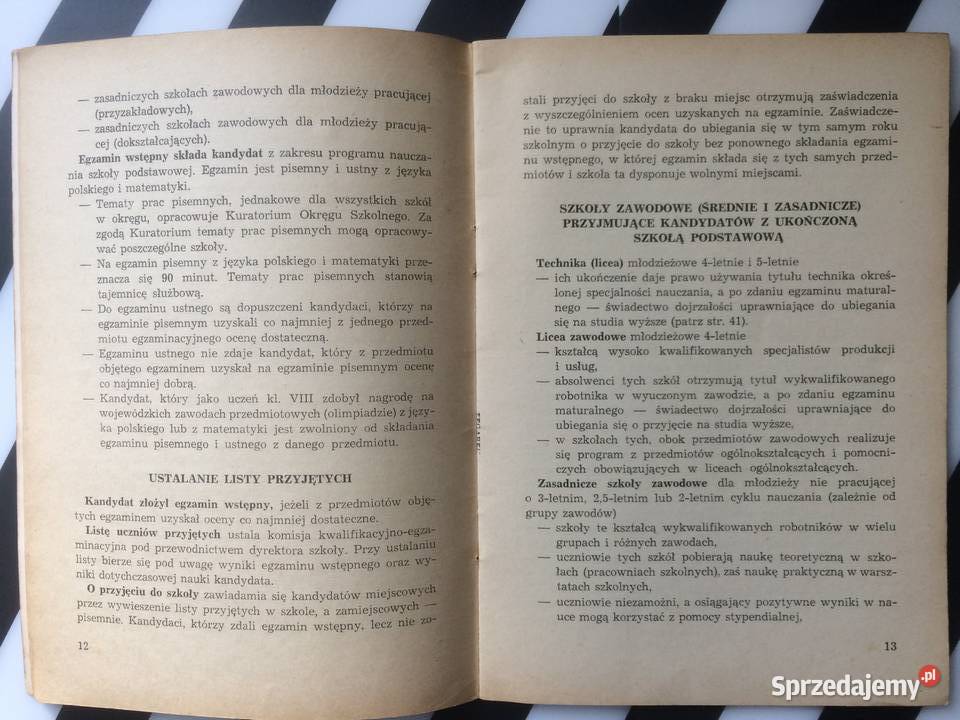 — zasadniczych szkołach zawodowych dla młodzieży pracującej
(przyzakładowych),
— zasadniczych szkołach zawodowych dla młodzieży pracują-
cej (dokształcających).
Egzamin wstępny składa kandydat z zakresu programu naucza-
nia szkoły podstawowej. Egzamin jest pisemny i ustny z języka
polskiego i matematyki.
— Tematy prac pisemnych, jednakowe dla wszystkich szkół
w okręgu, opracowuje Kuratorium Okręgu Szkolnego. Za
zgodą Kuratorium tematy prac pisemnych mogą opracowy-
wać poszczególne szkoły.
— Na egzamin pisemny z języka polskiego i matematyki prze-
znacza się 90 minut. Tematy prac pisemnych stanowią
tajemnicę służbową.
— Do egzaminu ustnego są dopuszczeni kandydaci, którzy na
egzaminie pisemnym uzyskali co najmniej z jednego przed-
miotu egzaminacyjnego ocenę dostateczną.
— Egzaminu ustnego nie zdaje kandydat, który z przedmiotu
objętego egzaminem uzyskał na egzaminie pisemnym ocenę
co najmniej dobrą.
— Kandydat, który jako uczeń kl. VIII zdobył nagrodę na
wojewódzkich zawodach przedmiotowych (olimpiadzie) z języ-
ka polskiego lub z matematyki jest zwolniony od składania
egzaminu pisemnego i ustnego z danego przedmiotu.
USTALANIE LISTY PRZYJĘTYCH
Kandydat złożył egzamin wstępny, jeżeli z przedmiotów obję-
tych egzaminem uzyskał oceny co najmniej dostateczne.
Listę uczniów przyjętych ustala komisja kwalifikacyjno-egza-
minacyjna pod przewodnictwem dyrektora szkoły. Przy ustalaniu
listy bierze się pod uwagę wyniki egzaminu wstępnego oraz wy-
niki dotychczasowej nauki kandydata.
O przyjęciu do szkoły zawiadamia się kandydatów miejscowych
przez wywieszenie listy przyjętych w szkole, a zamiejscowych —
pisemnie. Kandydaci, którzy zdali egzamin wstępny, lecz nie zo-
12
stali przyjęci do szkoły z braku miejsc otrzymują zaświadczenia
z wyszczególnieniem ocen uzyskanych na egzaminie. Zaświadcze-
nie to uprawnia kandydata do ubiegania się w tym samym roku
szkolnym o przyjęcie do szkoły bez ponownego składania egzami-
nu wstępnego, w której egzamin składa się z tych samych przed-
miotów i szkoła ta dysponuje wolnymi miejscami.
SZKOŁY ZAWODOWE (ŚREDNIE I ZASADNICZE)
PRZYJMUJĄCE KANDYDATÓW Z UKOŃCZONĄ
SZKOŁĄ PODSTAWOWĄ
Technika (licea) młodzieżowe 4-letnie i 5-letnie
— ich ukończenie daje prawo używania tytułu technika okreś-
lonej specjalności nauczania, a po zdaniu egzaminu matural-
nego — świadectwo dojrzałości uprawniające do ubiegania
się na studia wyższe (patrz str. 41).
Licea zawodowe młodzieżowe 4-letnie
— kształcą wysoko kwalifikowanych specjalistów produkcji
i usług,
— absolwenci tych szkół otrzymują tytuł wykwalifikowanego
robotnika w wyuczonym zawodzie, a po zdaniu egzaminu
maturalnego — świadectwo dojrzałości uprawniające do
ubiegania się o przyjęcie na studia wyższe,
— w szkołach tych, obok przedmiotów zawodowych realizuje
się program z przedmiotów ogólnokształcących i pomocni-
czych obowiązujących w liceach ogólnokształcących.
Zasadnicze szkoły zawodowe dla młodzieży nie pracującej
o 3-letnim, 2,5-letnim lub 2-letnim cyklu nauczania (zależnie od
grupy zawodów)
— szkoły te kształcą wykwalifikowanych robotników w wielu
grupach i różnych zawodach,
— uczniowie tych szkół pobierają naukę teoretyczną w szko-
łach (pracowniach szkolnych), zaś naukę praktyczną w warsz-
tatach szkolnych,
— uczniowie niezamożni, a osiągający pozytywne wyniki w na-
uce mogą korzystać z pomocy stypendialnej,
13
Sprzedajemy.pl